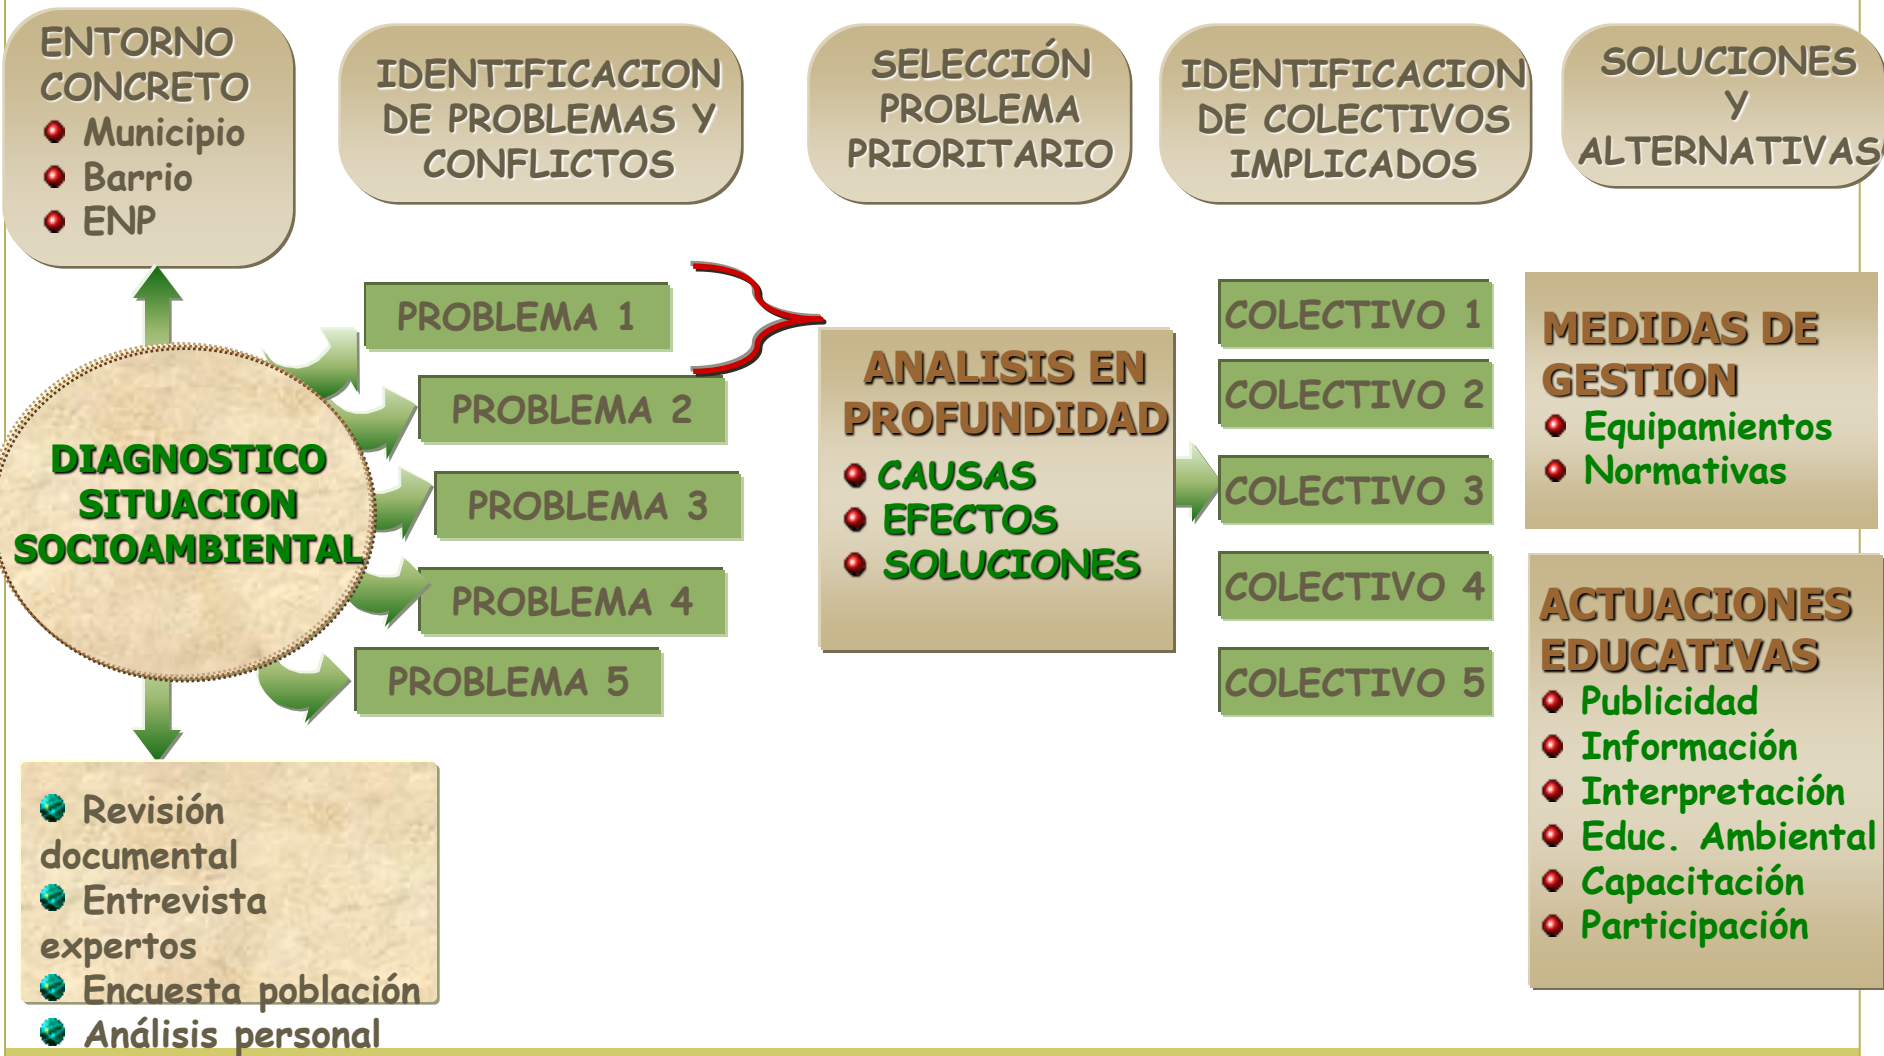 ENTORNO
CONCRETO
Municipio
Barrio
ENP
IDENTIFICACION
DE PROBLEMAS Y
CONFLICTOS
SELECCIÓN
PROBLEMA
PRIORITARIO
IDENTIFICACION
DE COLECTIVOS
IMPLICADOS
SOLUCIONES
Y
ALTERNATIVAS
DIAGNOSTICO
SITUACION
SOCIOAMBIENTAL
PROBLEMA 1
PROBLEMA 2
PROBLEMA 3
PROBLEMA 4
PROBLEMA 5
ANALISIS EN
PROFUNDIDAD
CAUSAS
EFECTOS
SOLUCIONES
COLECTIVO 1
COLECTIVO 2
COLECTIVO 3
COLECTIVO 4
COLECTIVO 5
MEDIDAS DE
GESTION
Equipamientos
Normativas
ACTUACIONES
EDUCATIVAS
Publicidad
Información
Interpretación
Educ. Ambiental
Capacitación
Participación
Revisión
documental
Entrevista
expertos
Encuesta población
Análisis personal